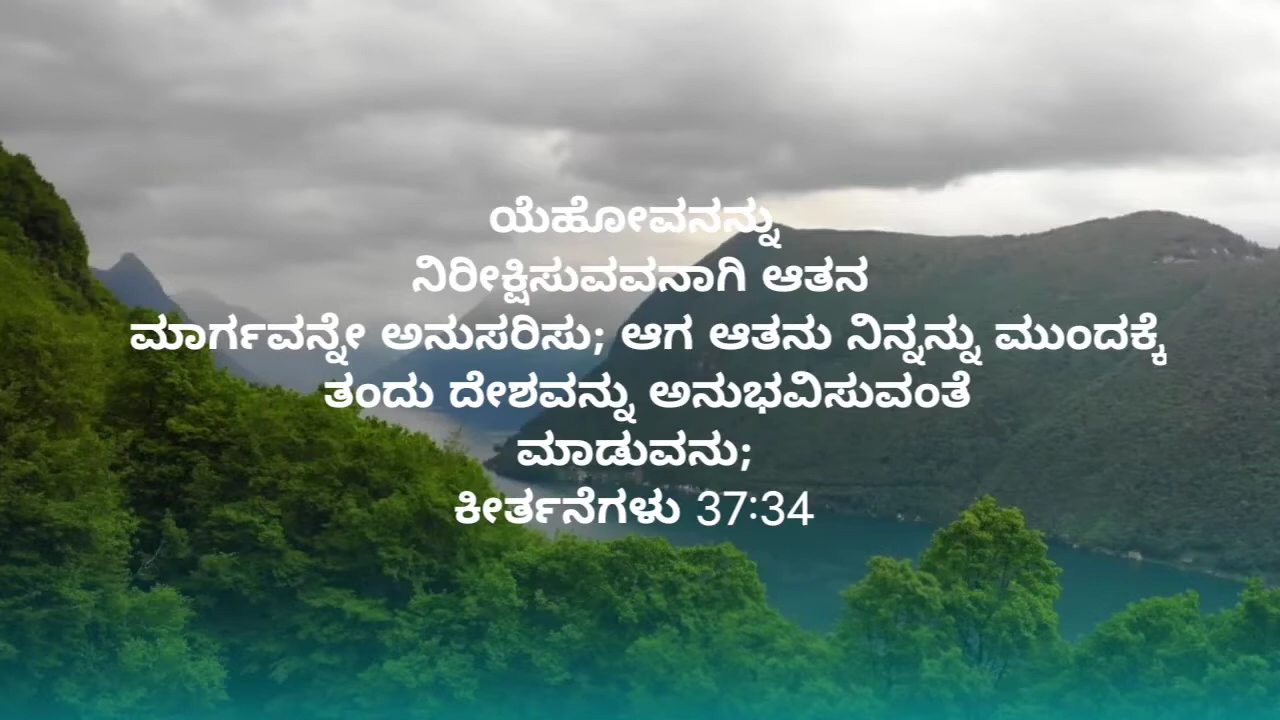 ಯೆಹೋವನನ್ನು
ನಿರೀಕ್ಷಿಸುವವನಾಗಿ ಆತನ
ಮಾರ್ಗವನ್ನೇ ಅನುಸರಿಸು; ಆಗ ಆತನು ನಿನ್ನನ್ನು ಮುಂದಕ್ಕೆ
ತಂದು ದೇಶವನ್ನು ಅನುಭವಿಸುವಂತೆ
ಮಾಡುವನು;
ಕೀರ್ತನೆಗಳು 37:34